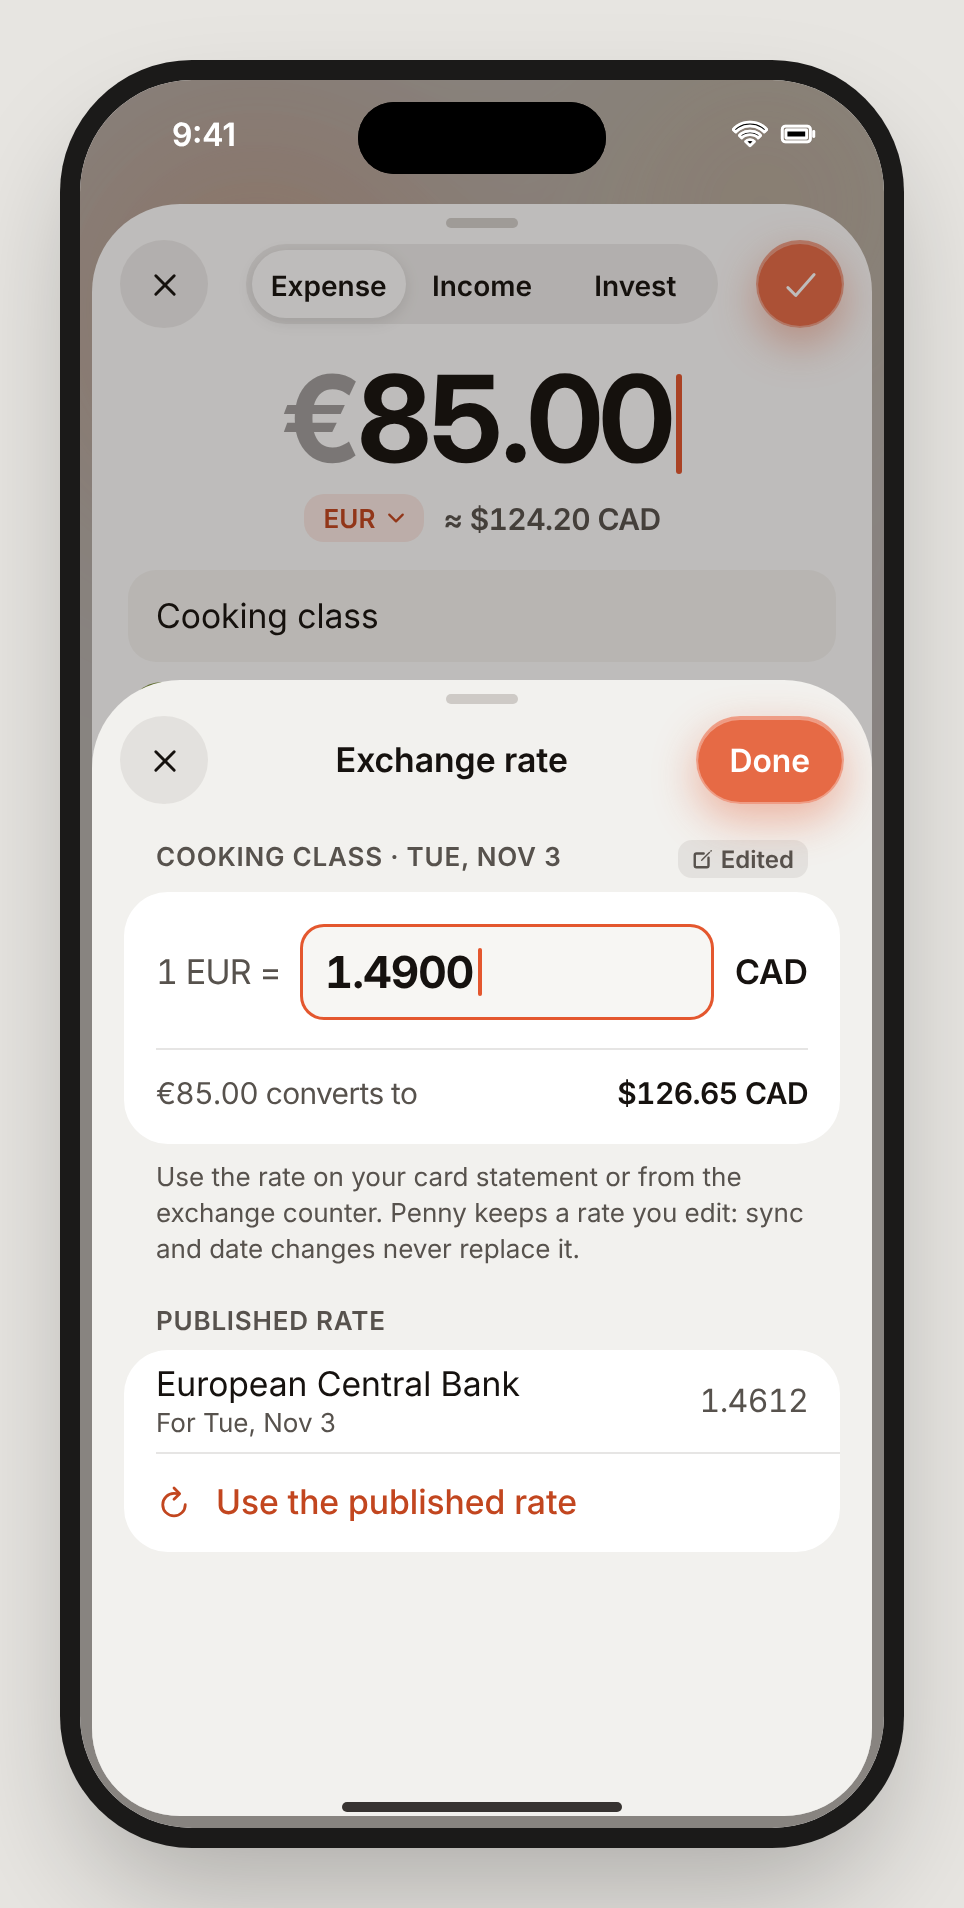 9:41
Expense Income Invest
€85.00
EUR ≈ $124.20 CAD
Cooking class
Exchange rate Done
COOKING CLASS · TUE, NOV 3 Edited
1 EUR = 1.4900 CAD
€85.00 converts to $126.65 CAD
Use the rate on your card statement or from the
exchange counter. Penny keeps a rate you edit: sync
and date changes never replace it.
PUBLISHED RATE
European Central Bank 1.4612
For Tue, Nov 3
Use the published rate